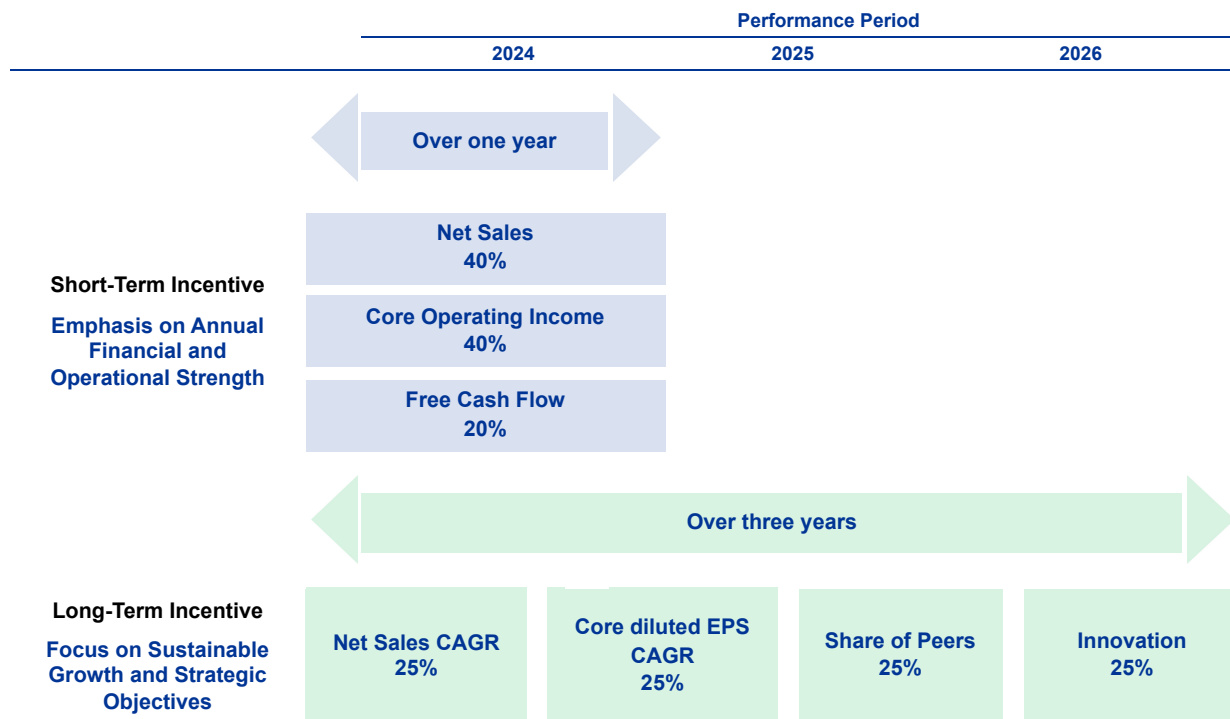 Performance Period
2024 2025 2026
Over one year
Net Sales
40%
Short-Term Incentive
Emphasis on Annual
Financial and
Operational Strength
Core Operating Income
40%
Free Cash Flow
20%
Over three years
Long-Term Incentive
Focus on Sustainable
Growth and Strategic
Objectives
Net Sales CAGR
25%
Core diluted EPS
CAGR
25%
Share of Peers
25%
Innovation
25%